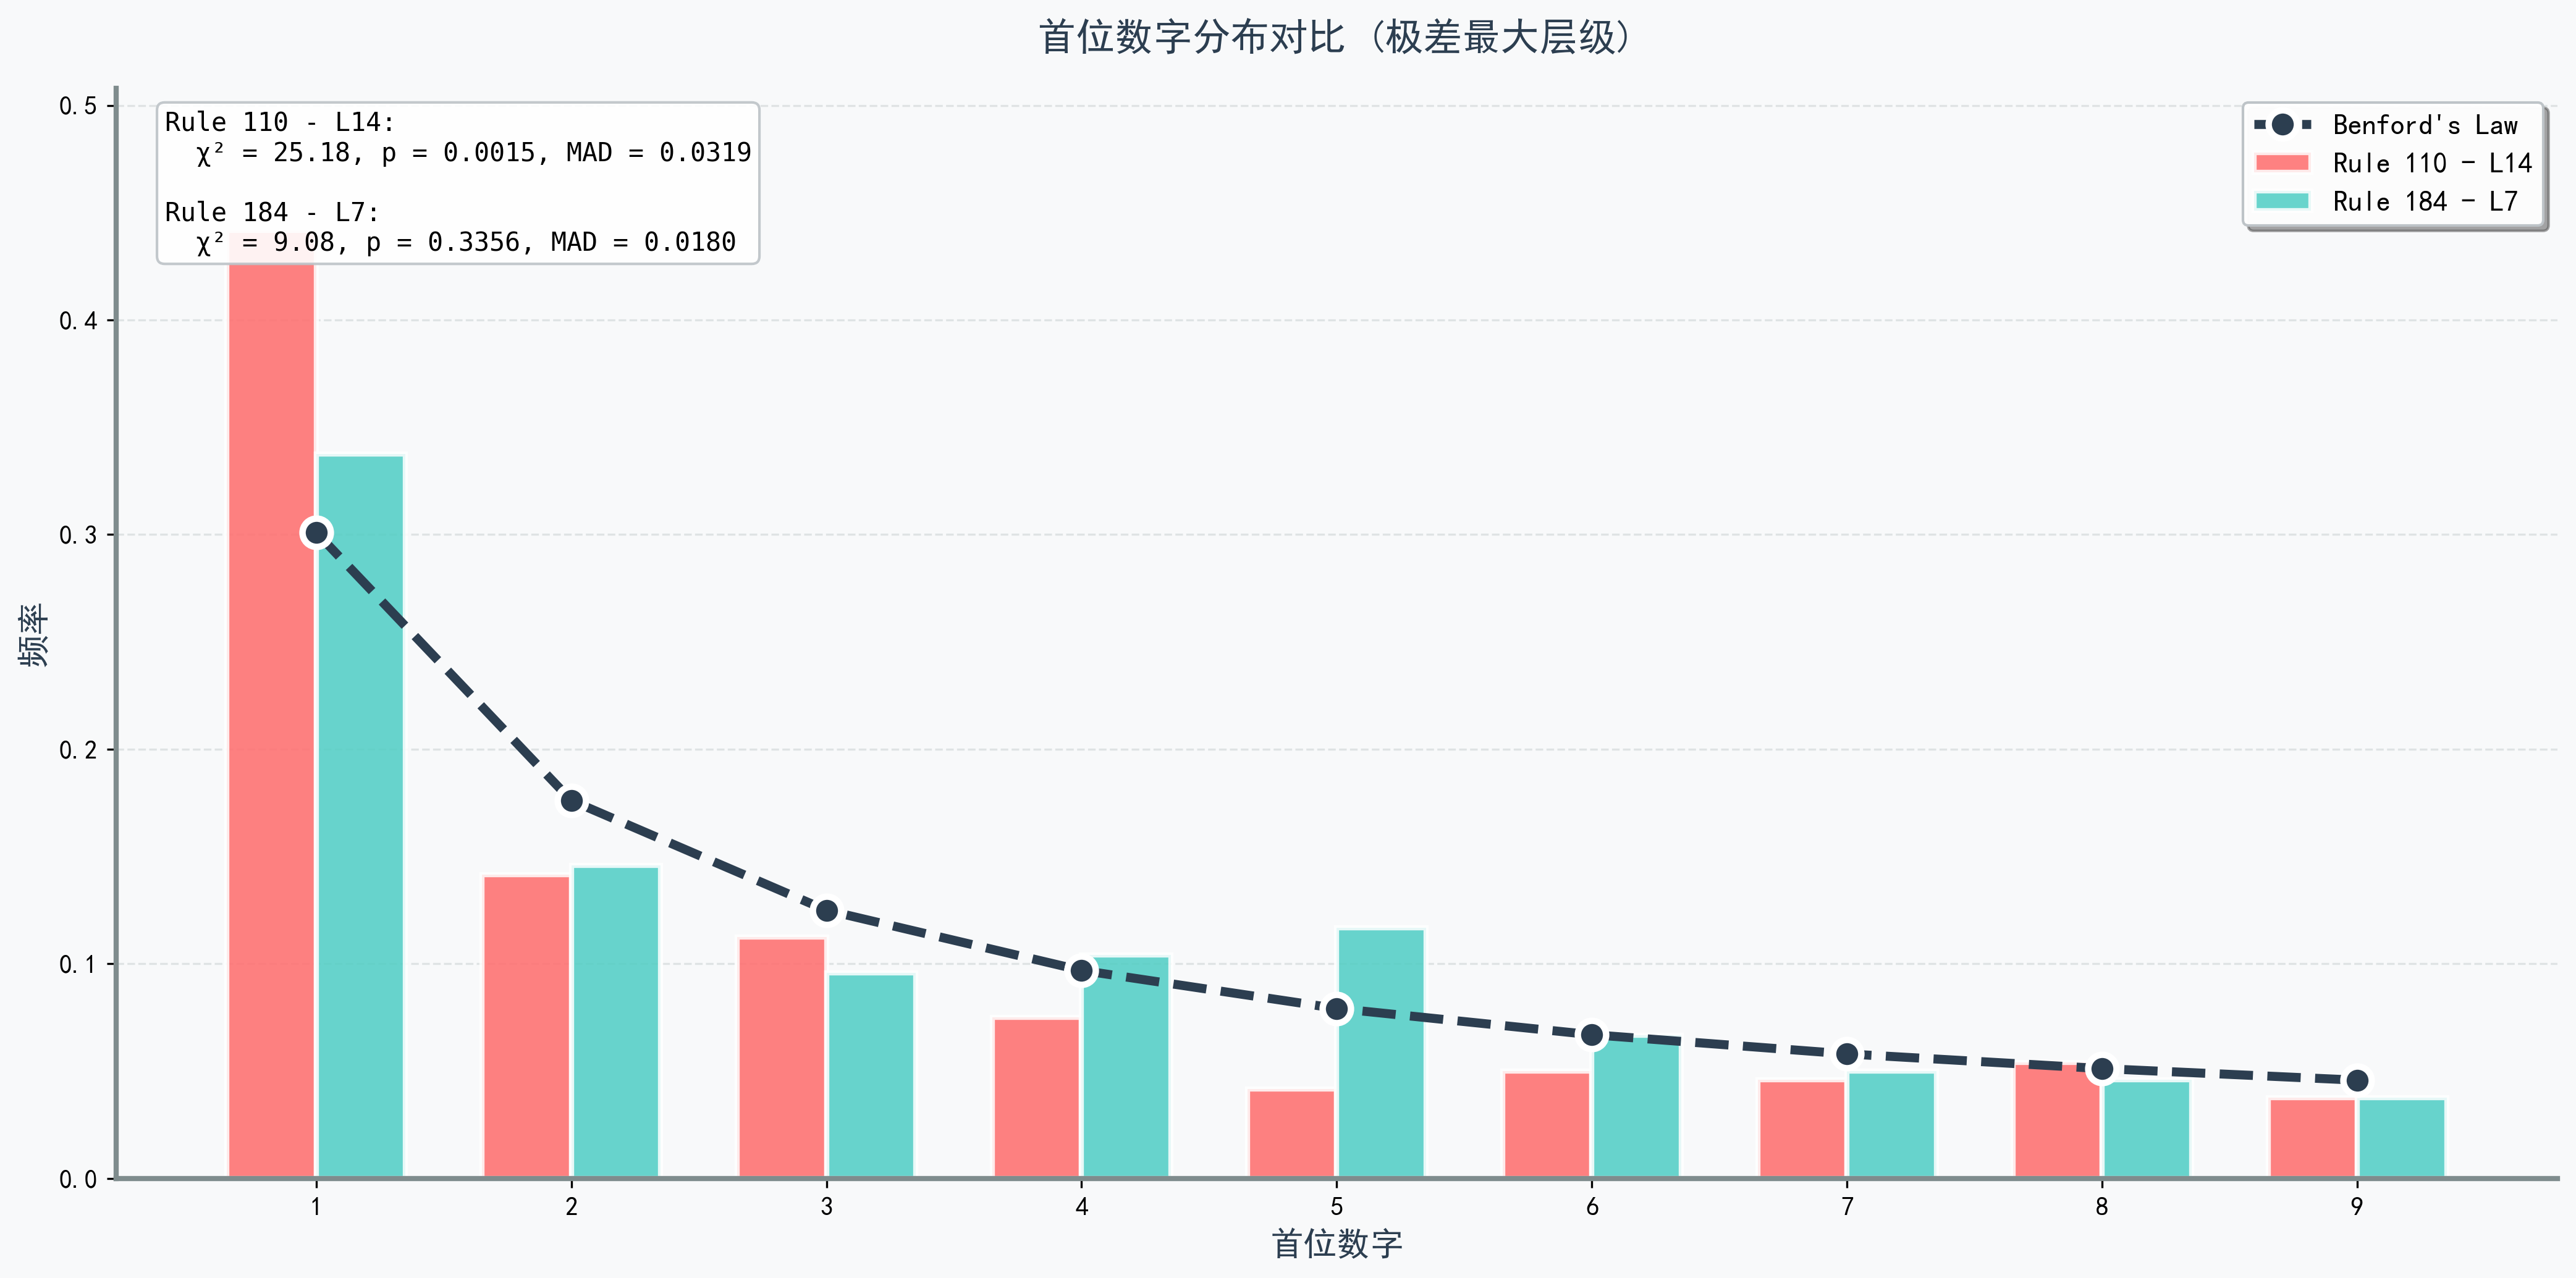 首位数字分布对比 (极差最大层级)
Rule 110 - L14:
χ² = 25.18, p = 0.0015, MAD = 0.0319
Rule 184 - L7:
χ² = 9.08, p = 0.3356, MAD = 0.0180
Benford's Law
Rule 110 - L14
Rule 184 - L7
频率
0.5
0.4
0.3
0.2
0.1
0.0
1 2 3 4 5 6 7 8 9
首位数字